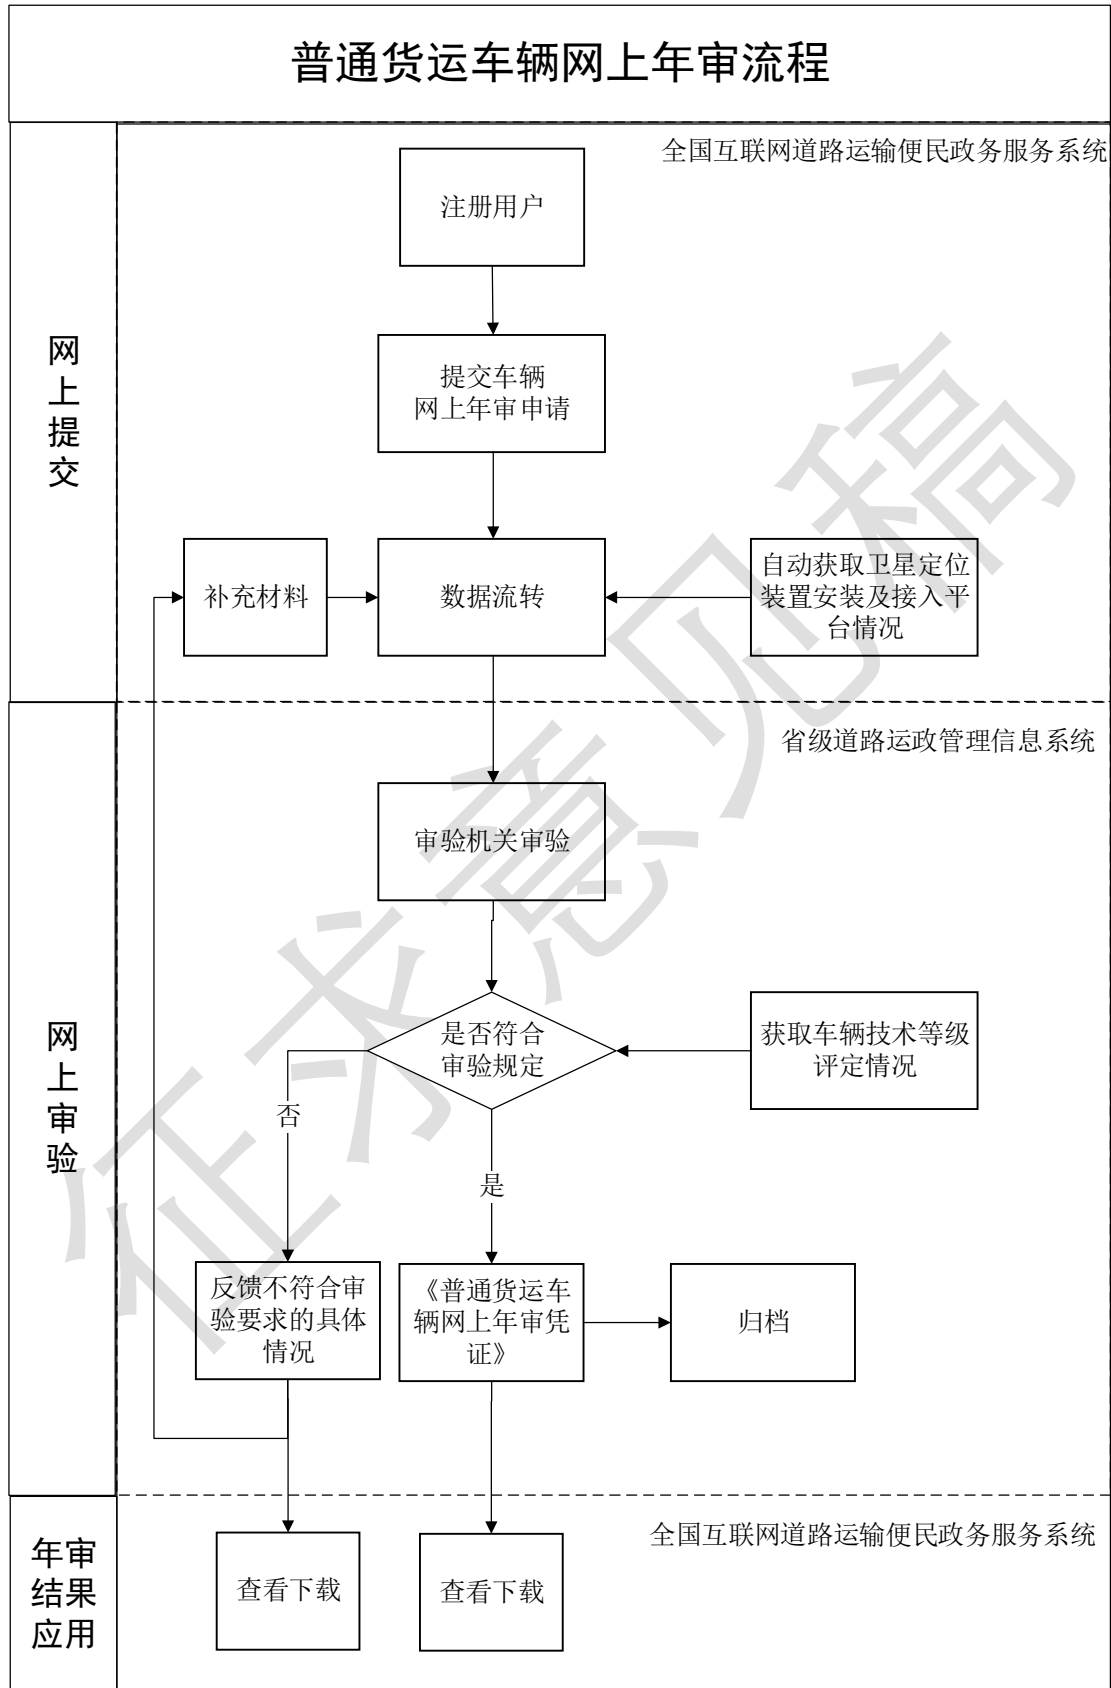 普通货运车辆网上年审流程
全国互联网道路运输便民政务服务系统
注册用户
网
上
提
交
提交车辆
网上年审申请
补充材料
数据流转
自动获取卫星定位
装置安装及接入平
台情况
省级道路运政管理信息系统
审验机关审验
网
上
审
验
是否符合
审验规定
获取车辆技术等级
评定情况
否
是
反馈不符合审
验要求的具体
情况
《普通货运车
辆网上年审凭
证》
归档
年审
结果
应用
全国互联网道路运输便民政务服务系统
查看下载
查看下载
征求意见稿